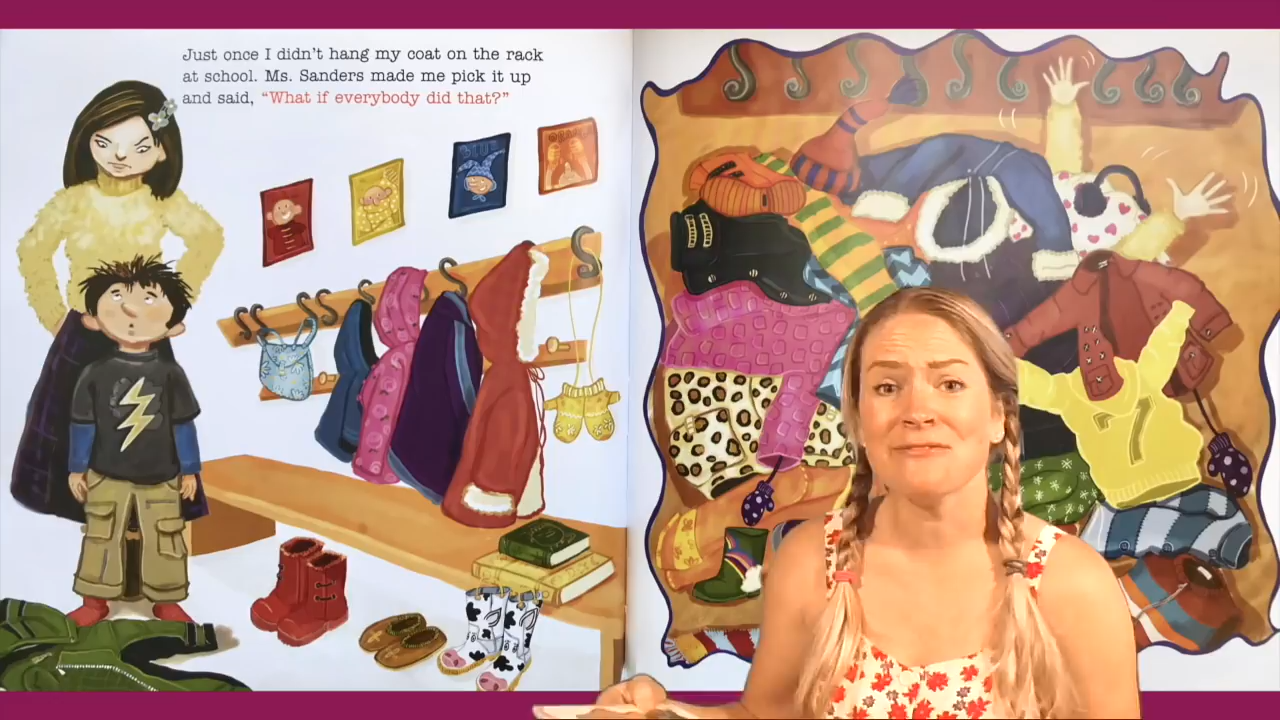 Just once I didn't hang my coat on the rack
at school. Ms. Sanders made me pick it up
and said, "What if everybody did that?"
7